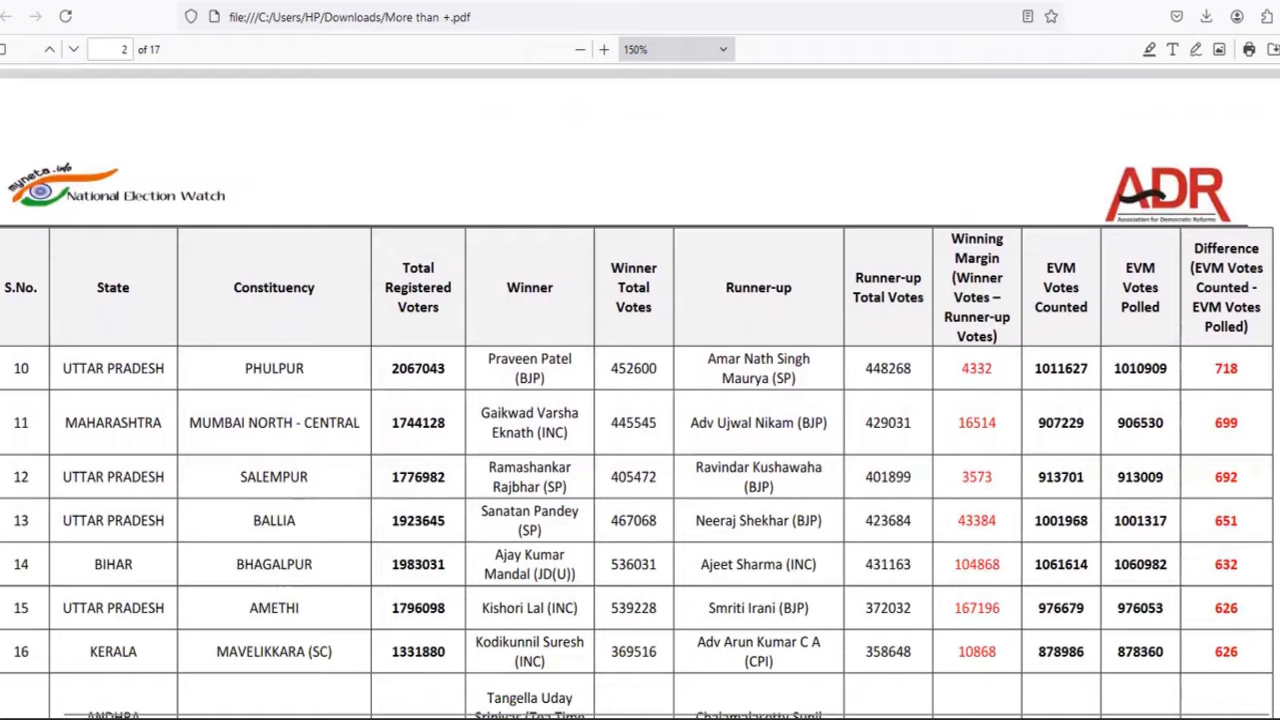 file:///C:/Users/HP/Downloads/More than +.pdf
2 of 17
150%
myneta.info
National Election Watch
ADR
Association for Democratic Reforms
S.No. State Constituency Total Registered Voters Winner Winner Total Votes Runner-up Runner-up Total Votes Winning Margin (Winner Votes – Runner-up Votes) EVM Votes Counted EVM Votes Polled Difference (EVM Votes Counted - EVM Votes Polled)
10 UTTAR PRADESH PHULPUR 2067043 Praveen Patel (BJP) 452600 Amar Nath Singh Maurya (SP) 448268 4332 1011627 1010909 718
11 MAHARASHTRA MUMBAI NORTH - CENTRAL 1744128 Gaikwad Varsha Eknath (INC) 445545 Adv Ujwal Nikam (BJP) 429031 16514 907229 906530 699
12 UTTAR PRADESH SALEMPUR 1776982 Ramashankar Rajbhar (SP) 405472 Ravindar Kushawaha (BJP) 401899 3573 913701 913009 692
13 UTTAR PRADESH BALLIA 1923645 Sanatan Pandey (SP) 467068 Neeraj Shekhar (BJP) 423684 43384 1001968 1001317 651
14 BIHAR BHAGALPUR 1983031 Ajay Kumar Mandal (JD(U)) 536031 Ajeet Sharma (INC) 431163 104868 1061614 1060982 632
15 UTTAR PRADESH AMETHI 1796098 Kishori Lal (INC) 539228 Smriti Irani (BJP) 372032 167196 976679 976053 626
16 KERALA MAVELIKKARA (SC) 1331880 Kodikunnil Suresh (INC) 369516 Adv Arun Kumar C A (CPI) 358648 10868 878986 878360 626
Tangella Uday